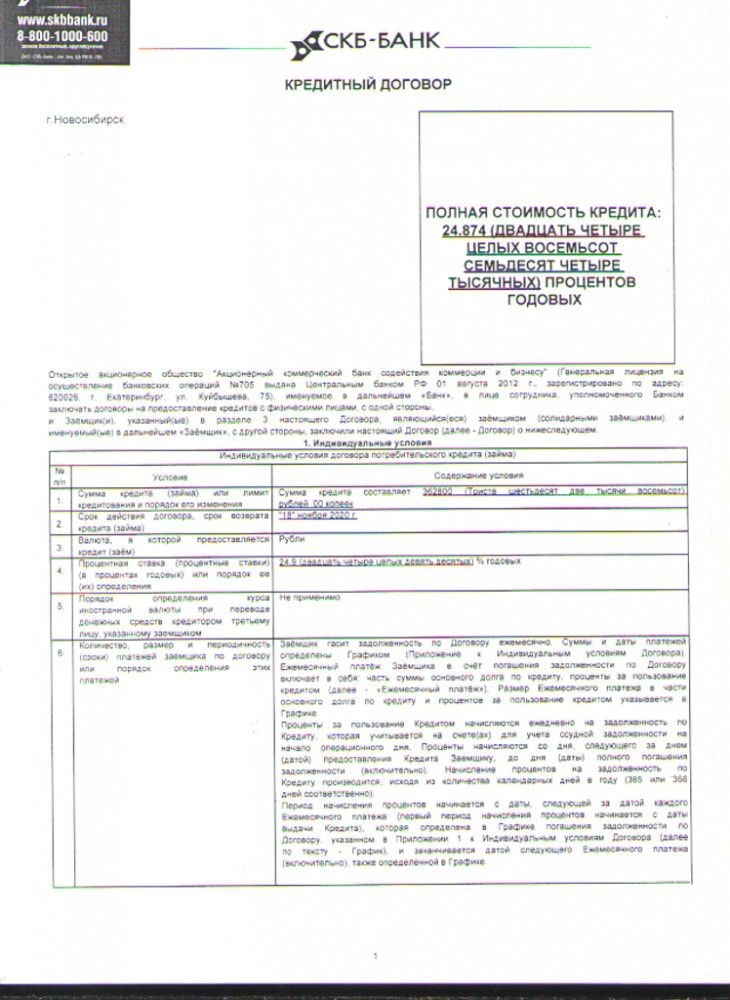 www.skbbank.ru
8-800-1000-600
СКБ-БАНК
КРЕДИТНЫЙ ДОГОВОР
г.Новосибирск
ПОЛНАЯ СТОИМОСТЬ КРЕДИТА:
24.874 (ДВАДЦАТЬ ЧЕТЫРЕ
ЦЕЛЫХ ВОСЕМЬСОТ
СЕМЬДЕСЯТ ЧЕТЫРЕ
ТЫСЯЧНЫХ) ПРОЦЕНТОВ
ГОДОВЫХ
Открытое акционерное общество "Акционерный коммерческий банк содействия коммерции и бизнесу" (Генеральная лицензия на
осуществление банковских операций №705 выдана Центральным банком РФ 01 августа 2012 г., зарегистрировано по адресу:
620026, г. Екатеринбург, ул. Куйбышева, 75), именуемое в дальнейшем «Банк», в лице сотрудника, уполномоченного Банком
заключать договоры на предоставление кредитов с физическими лицами, с одной стороны,
и Заёмщик(и), указанный(ые) в разделе 3 настоящего Договора, являющийся(еся) заёмщиком (солидарными заёмщиками), и
именуемый(ые) в дальнейшем «Заёмщик», с другой стороны, заключили настоящий Договор (далее - Договор) о нижеследующем.
1. Индивидуальные условия
Индивидуальные условия договора потребительского кредита (займа)
№ п/п
Условие
Содержание условия
1.
Сумма кредита (займа) или лимит
кредитования и порядок его изменения
Сумма кредита составляет 362800 (Триста шестьдесят две тысячи восемьсот)
рублей 00 копеек
2.
Срок действия договора, срок возврата
кредита (займа)
"18" ноября 2020 г.
3.
Валюта, в которой предоставляется
кредит (заём)
Рубли
4.
Процентная ставка (процентные ставки)
(в процентах годовых) или порядок ее
(их) определения
24.9 (двадцать четыре целых девять десятых) % годовых
5.
Порядок определения курса
иностранной валюты при переводе
денежных средств кредитором третьему
лицу, указанному заемщиком
Не применимо
6.
Количество, размер и периодичность
(сроки) платежей заемщика по договору
или порядок определения этих
платежей
Заёмщик гасит задолженность по Договору ежемесячно. Суммы и даты платежей
определены Графиком (Приложение к Индивидуальным условиям Договора).
Ежемесячный платёж Заёмщика в счёт погашения задолженности по Договору
включает в себя: часть суммы основного долга по кредиту, проценты за пользование
кредитом (далее - «Ежемесячный платёж»). Размер Ежемесячного платежа в части
основного долга по кредиту и процентов за пользование кредитом указывается в
Графике.
Проценты за пользование Кредитом начисляются ежедневно на задолженность по
Кредиту, которая учитывается на счете(ах) для учета ссудной задолженности на
начало операционного дня. Проценты начисляются со дня, следующего за днем
(датой) предоставления Кредита Заемщику, до дня (даты) полного погашения
задолженности (включительно). Начисление процентов на задолженность по
Кредиту производится, исходя из количества календарных дней в году (365 или 366
дней соответственно).
Период начисления процентов начинается с даты, следующей за датой каждого
Ежемесячного платежа (первый период начисления процентов начинается с даты
выдачи Кредита), которая определена в Графике погашения задолженности по
Договору, указанном в Приложении 1 к Индивидуальным условиям Договора (далее
по тексту - График), и заканчивается датой следующего Ежемесячного платежа
(включительно), также определенной в Графике.
1